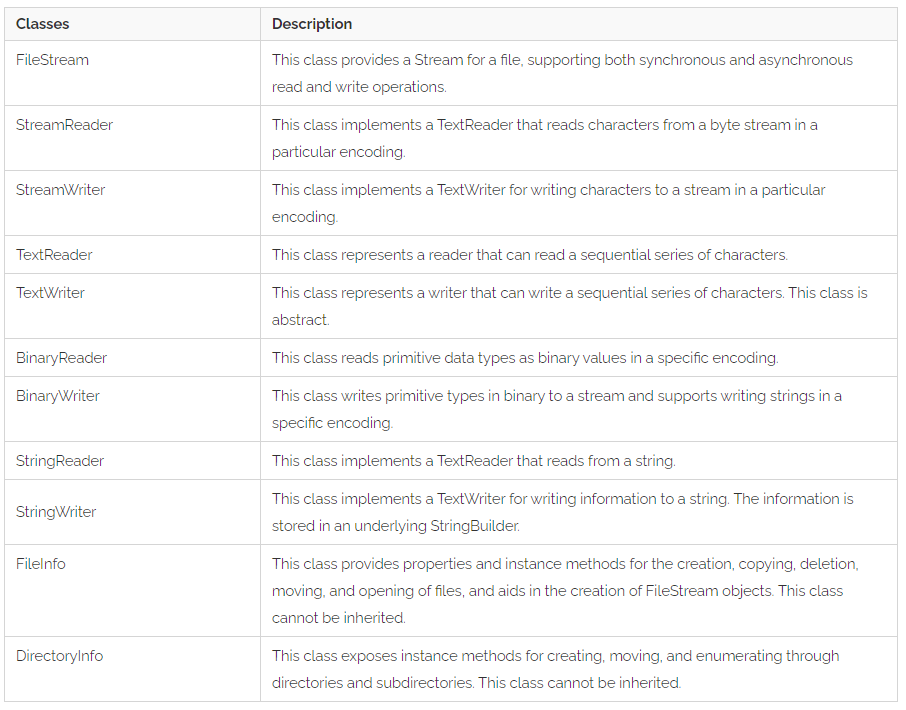 Classes Description
FileStream This class provides a Stream for a file, supporting both synchronous and asynchronous
read and write operations.
StreamReader This class implements a TextReader that reads characters from a byte stream in a
particular encoding.
StreamWriter This class implements a TextWriter for writing characters to a stream in a particular
encoding.
TextReader This class represents a reader that can read a sequential series of characters.
TextWriter This class represents a writer that can write a sequential series of characters. This class is
abstract.
BinaryReader This class reads primitive data types as binary values in a specific encoding.
BinaryWriter This class writes primitive types in binary to a stream and supports writing strings in a
specific encoding.
StringReader This class implements a TextReader that reads from a string.
StringWriter This class implements a TextWriter for writing information to a string. The information is
stored in an underlying StringBuilder.
FileInfo This class provides properties and instance methods for the creation, copying, deletion,
moving, and opening of files, and aids in the creation of FileStream objects. This class
cannot be inherited.
DirectoryInfo This class exposes instance methods for creating, moving, and enumerating through
directories and subdirectories. This class cannot be inherited.